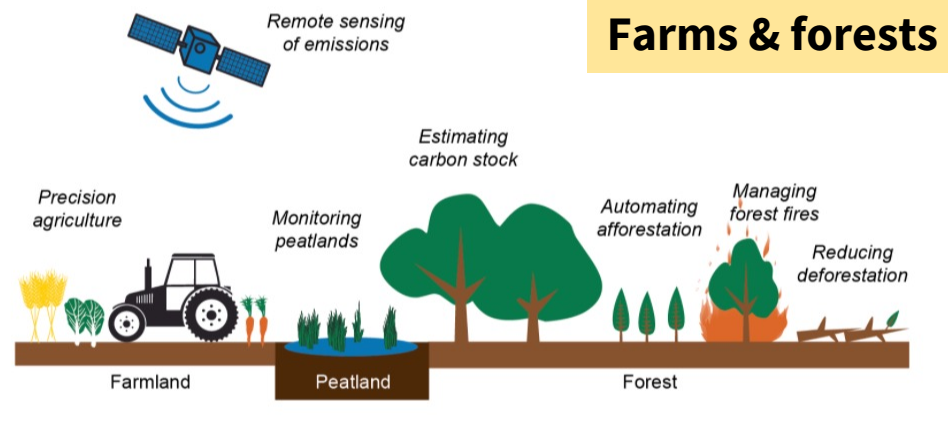 Farms & forests
Remote sensing
of emissions
Estimating
carbon stock
Precision
agriculture
Monitoring
peatlands
Automating
afforestation
Managing
forest fires
Reducing
deforestation
Farmland
Peatland
Forest